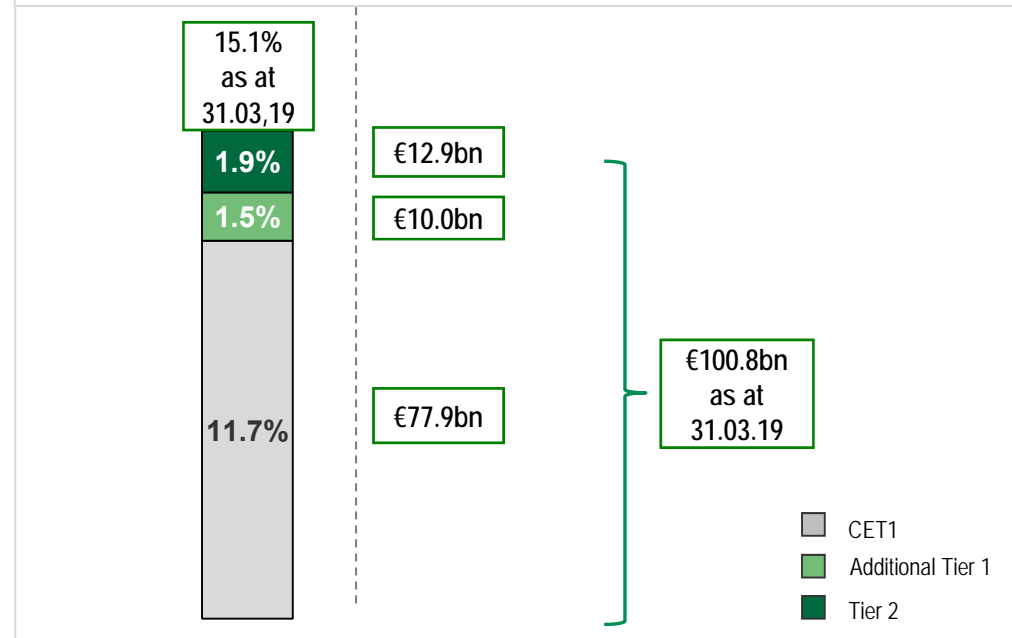 15.1%
as at
31.03,19
1.9%
€12.9bn
1.5%
€10.0bn
€100.8bn
as at
31.03.19
11.7%
€77.9bn
CET1
Additional Tier 1
Tier 2